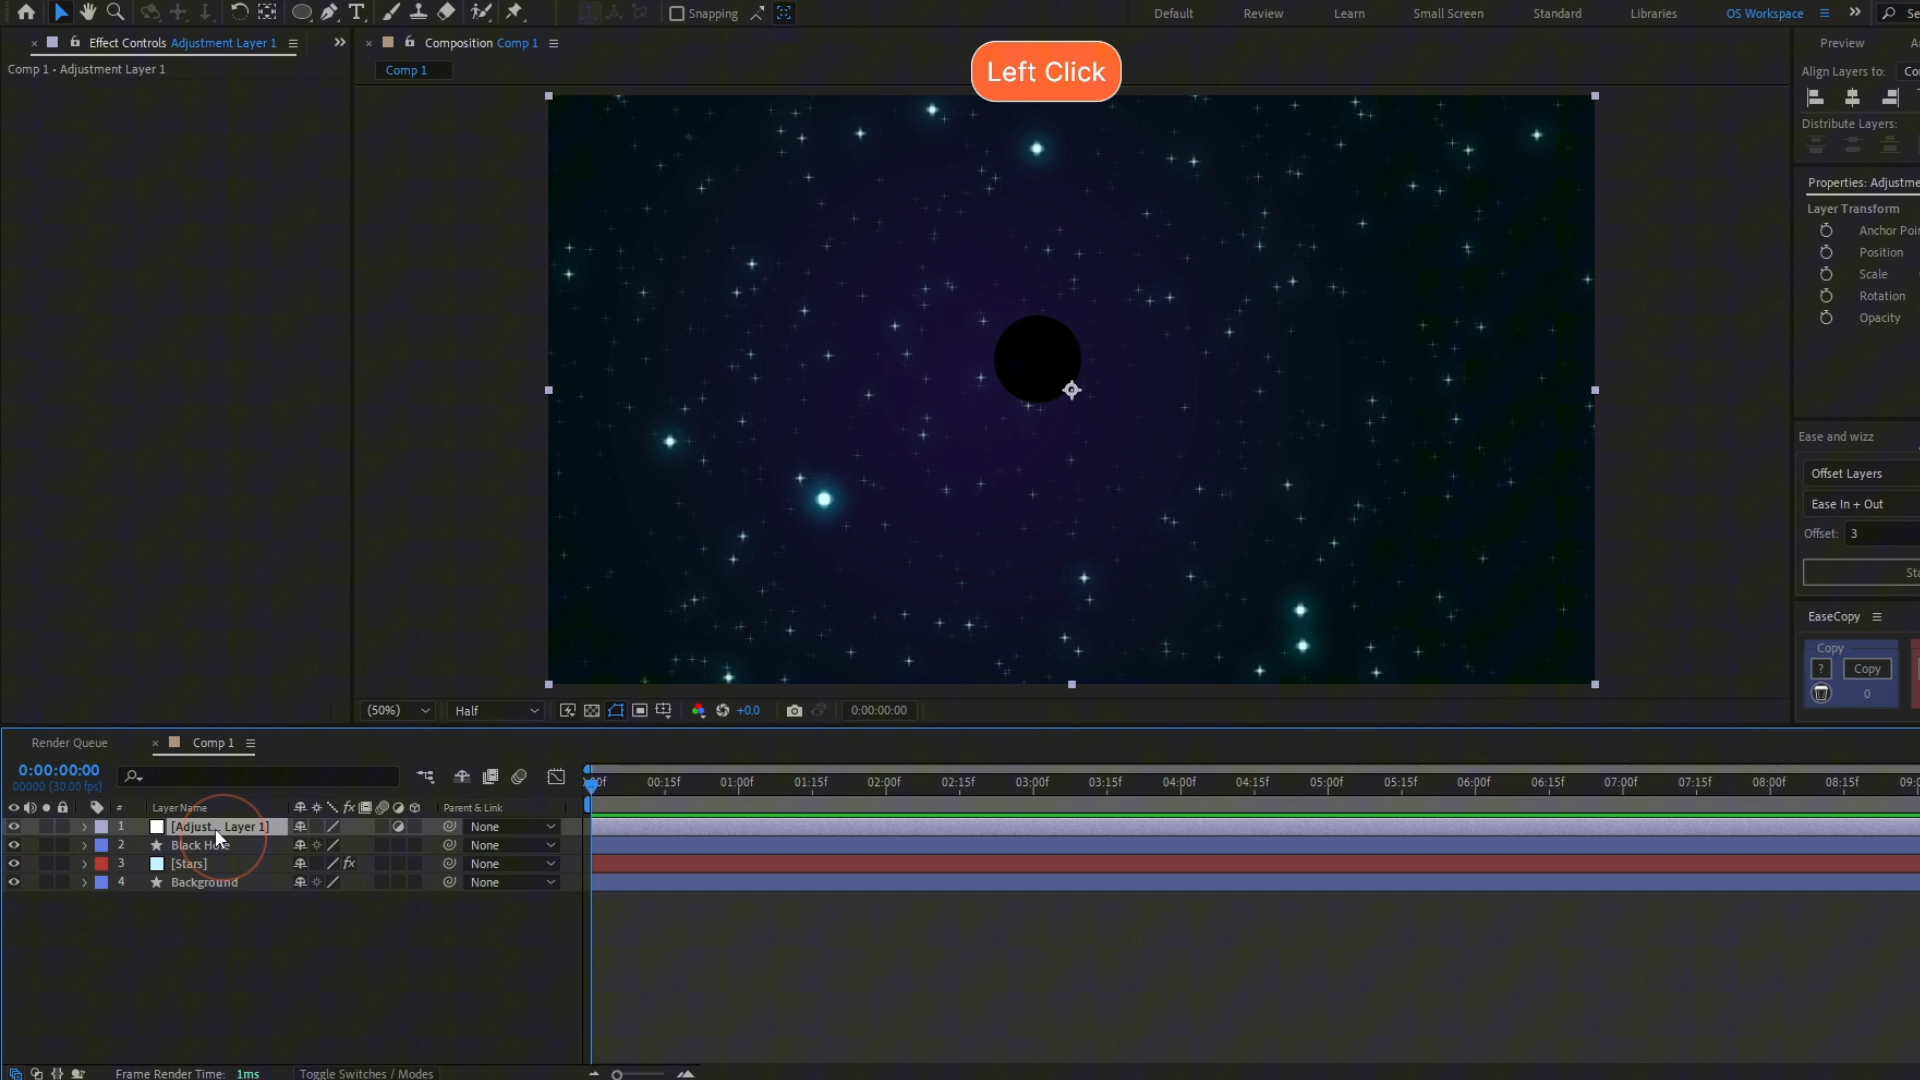 Snapping
Default
Review
Learn
Small Screen
Standard
Libraries
OS Workspace
Effect Controls Adjustment Layer 1
Composition Comp 1
Preview
Comp 1 • Adjustment Layer 1
Comp 1
Left Click
Align Layers to:
Distribute Layers:
Properties: Adjustme
Layer Transform
Anchor Poi
Position
Scale
Rotation
Opacity
Ease and wizz
Offset Layers
Ease In + Out
Offset: 3
Sta
EaseCopy
Copy
? Copy
0
(50%)
Half
+0.0
0:00:00:00
Render Queue
Comp 1
0:00:00:00
00000 (30.00 fps)
:00f 00:15f 01:00f 01:15f 02:00f 02:15f 03:00f 03:15f 04:00f 04:15f 05:00f 05:15f 06:00f 06:15f 07:00f 07:15f 08:00f 08:15f 09:0
# Layer Name fx Parent & Link
1 [Adjust... Layer 1] None
2 Black Hole None
3 [Stars] fx None
4 Background None
Frame Render Time: 1ms
Toggle Switches / Modes